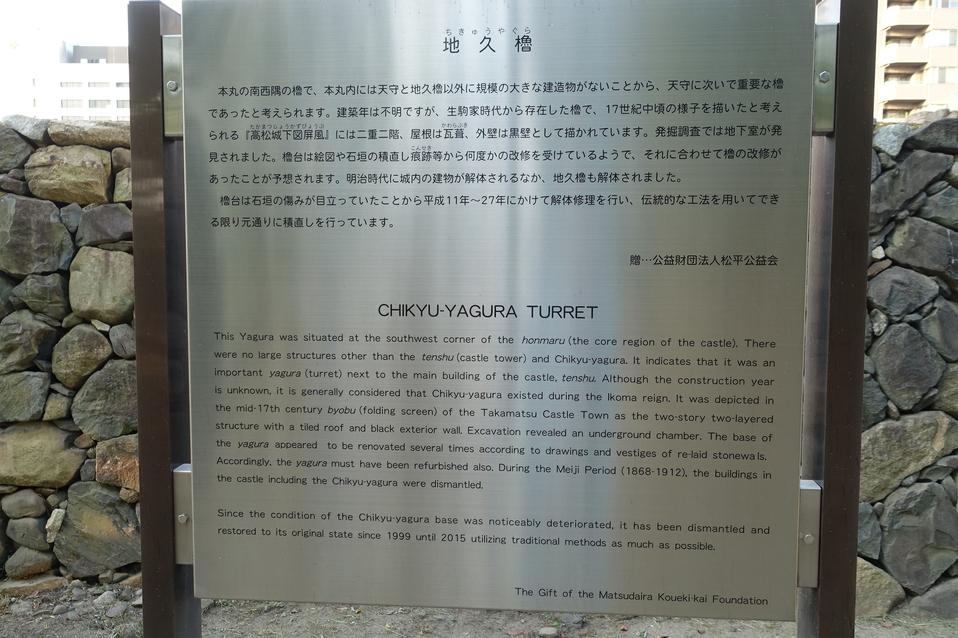 ちきゅうやぐら
地久櫓
本丸の南西隅の櫓で、本丸内には天守と地久櫓以外に規模の大きな建造物がないことから、天守に次いで重要な櫓
であったと考えられます。建築年は不明ですが、生駒家時代から存在した櫓で、17世紀中頃の様子を描いたと考え
たかまつじょうかずびょうぶ かわらぶき
られる『高松城下図屏風』には二重二階、屋根は瓦葺、外壁は黒壁として描かれています。発掘調査では地下室が発
こんせき
見されました。櫓台は絵図や石垣の積直し痕跡等から何度かの改修を受けているようで、それに合わせて櫓の改修が
あったことが予想されます。明治時代に城内の建物が解体されるなか、地久櫓も解体されました。
櫓台は石垣の傷みが目立っていたことから平成11年～27年にかけて解体修理を行い、伝統的な工法を用いてでき
る限り元通りに積直しを行っています。
贈…公益財団法人松平公益会
CHIKYU-YAGURA TURRET
This Yagura was situated at the southwest corner of the honmaru (the core region of the castle). There
were no large structures other than the tenshu (castle tower) and Chikyu-yagura. It indicates that it was an
important yagura (turret) next to the main building of the castle, tenshu. Although the construction year
is unknown, it is generally considered that Chikyu-yagura existed during the Ikoma reign. It was depicted in
the mid-17th century byobu (folding screen) of the Takamatsu Castle Town as the two-story two-layered
structure with a tiled roof and black exterior wall. Excavation revealed an underground chamber. The base of
the yagura appeared to be renovated several times according to drawings and vestiges of re-laid stonewa ls.
Accordingly, the yagura must have been refurbished also. During the Meiji Period (1868-1912), the buildings in
the castle including the Chikyu-yagura were dismantled.
Since the condition of the Chikyu-yagura base was noticeably deteriorated, it has been dismantled and
restored to its original state since 1999 until 2015 utilizing traditional methods as much as possible.
The Gift of the Matsudaira Koueki-kai Foundation